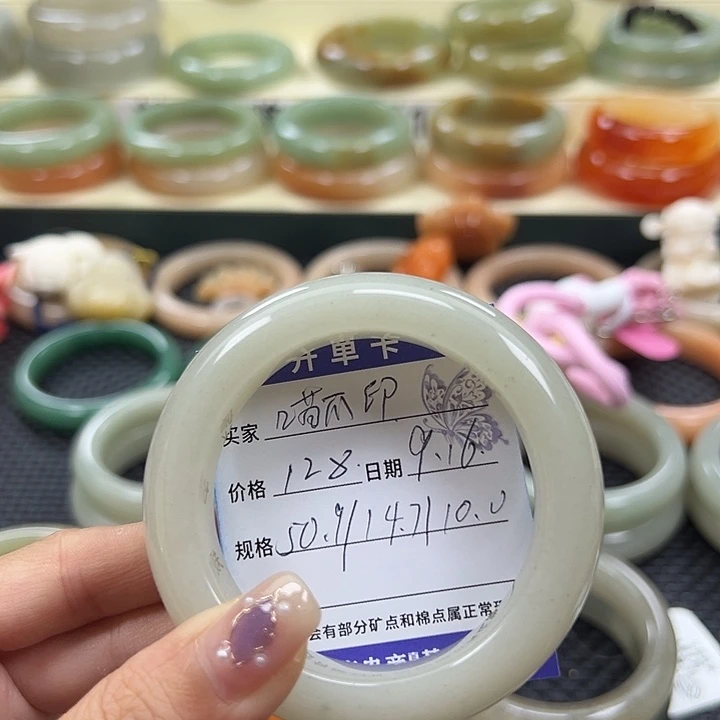 开单卡
买家 喵不印
价格 128. 日期 9.16.
规格 50.9/14.7/10.0
会有部分矿点和棉点属正常